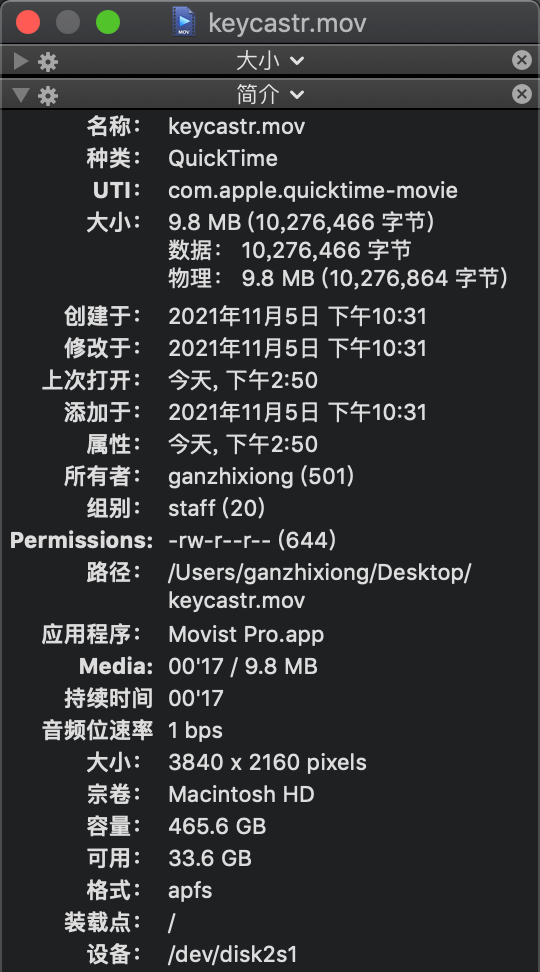 keycastr.mov
大小
简介
名称： keycastr.mov
种类： QuickTime
UTI： com.apple.quicktime-movie
大小： 9.8 MB (10,276,466 字节)
数据： 10,276,466 字节
物理： 9.8 MB (10,276,864 字节)
创建于： 2021年11月5日 下午10:31
修改于： 2021年11月5日 下午10:31
上次打开： 今天, 下午2:50
添加于： 2021年11月5日 下午10:31
属性： 今天, 下午2:50
所有者： ganzhixiong (501)
组别： staff (20)
Permissions: -rw-r--r-- (644)
路径： /Users/ganzhixiong/Desktop/
keycastr.mov
应用程序： Movist Pro.app
Media: 00'17 / 9.8 MB
持续时间 00'17
音频位速率 1 bps
大小： 3840 x 2160 pixels
宗卷： Macintosh HD
容量： 465.6 GB
可用： 33.6 GB
格式： apfs
装载点： /
设备： /dev/disk2s1